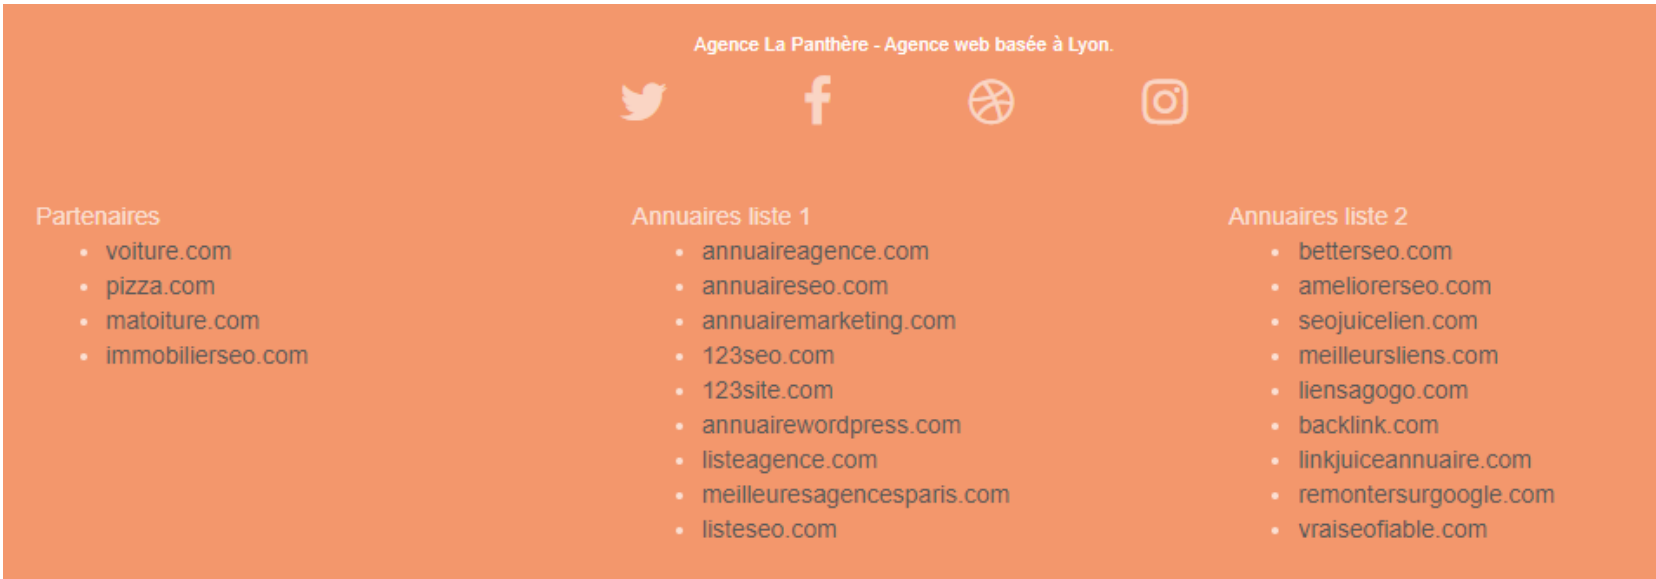 Agence La Panthère - Agence web basée à Lyon.
Partenaires
voiture.com
pizza.com
matoiture.com
immobilierseo.com
Annuaires liste 1
annuaireagence.com
annuaireseo.com
annuairemarketing.com
123seo.com
123site.com
annuairewordpress.com
listeagence.com
meilleuresagencesparis.com
listeseo.com
Annuaires liste 2
betterseo.com
ameliorerseo.com
seojuicelien.com
meilleursliens.com
liensagogo.com
backlink.com
linkjuiceannuaire.com
remontersurgoogle.com
vraiseofiable.com